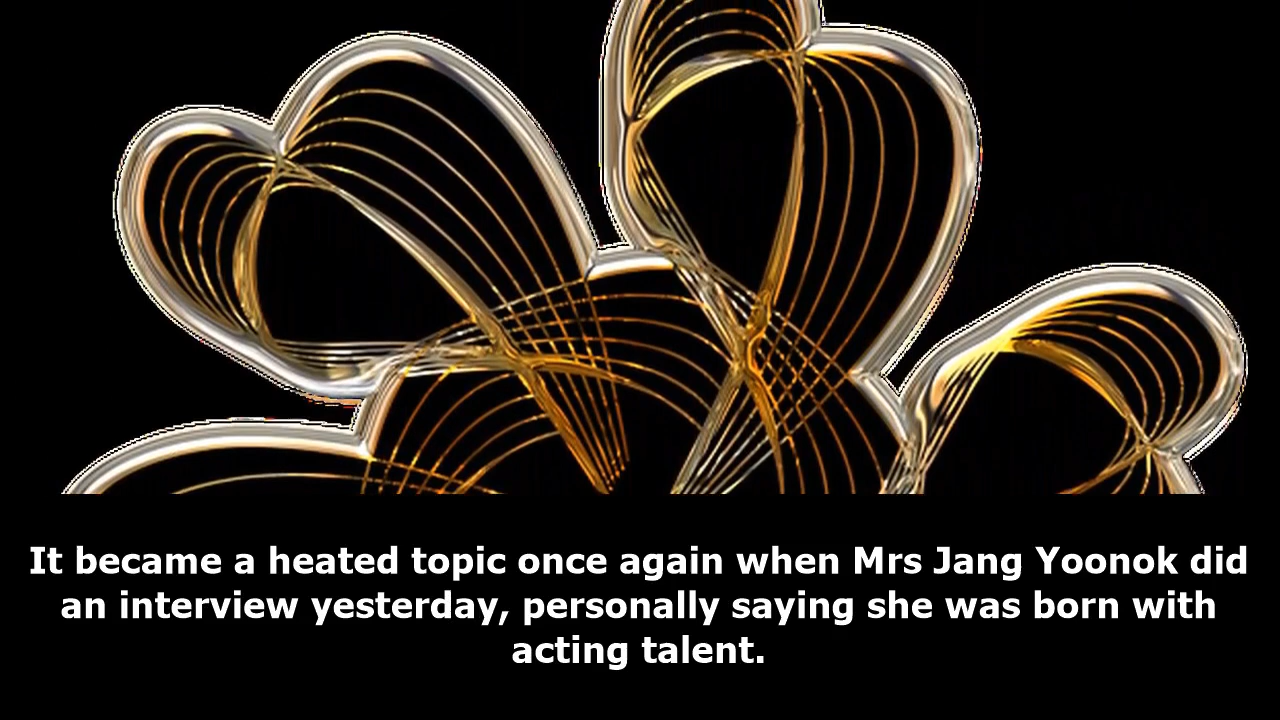 It became a heated topic once again when Mrs Jang Yoonok did
an interview yesterday, personally saying she was born with
acting talent.